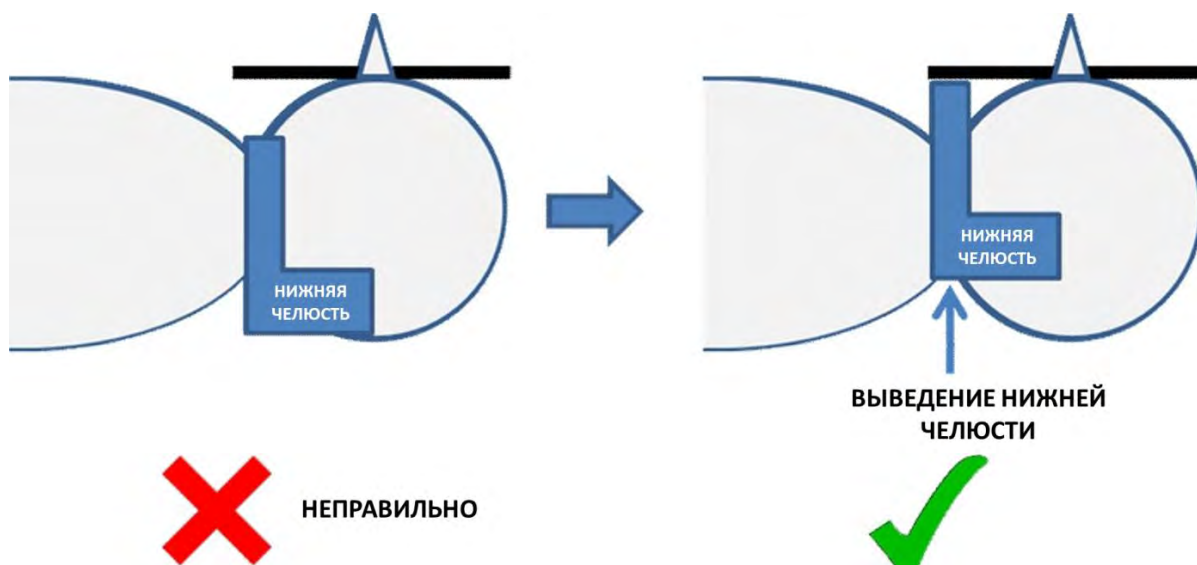 НИЖНЯЯ
ЧЕЛЮСТЬ
НИЖНЯЯ
ЧЕЛЮСТЬ
ВЫВЕДЕНИЕ НИЖНЕЙ
ЧЕЛЮСТИ
НЕПРАВИЛЬНО